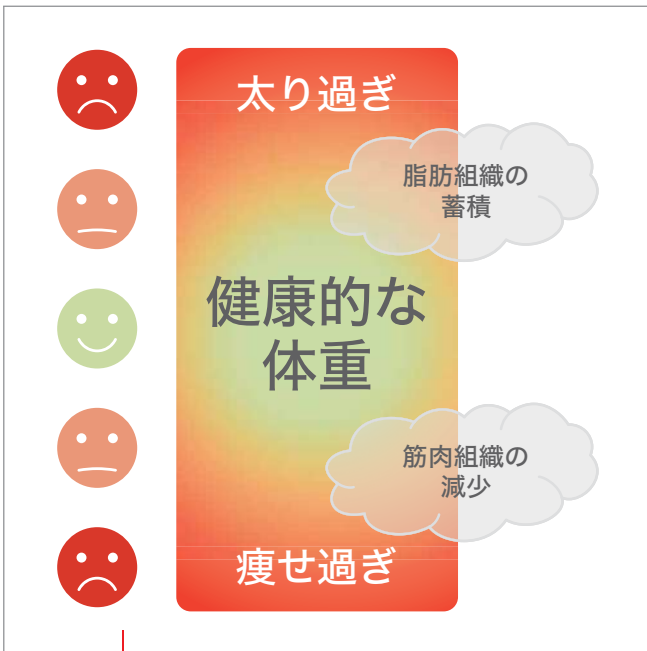 太り過ぎ
脂肪組織の
蓄積
健康的な
体重
筋肉組織の
減少
痩せ過ぎ